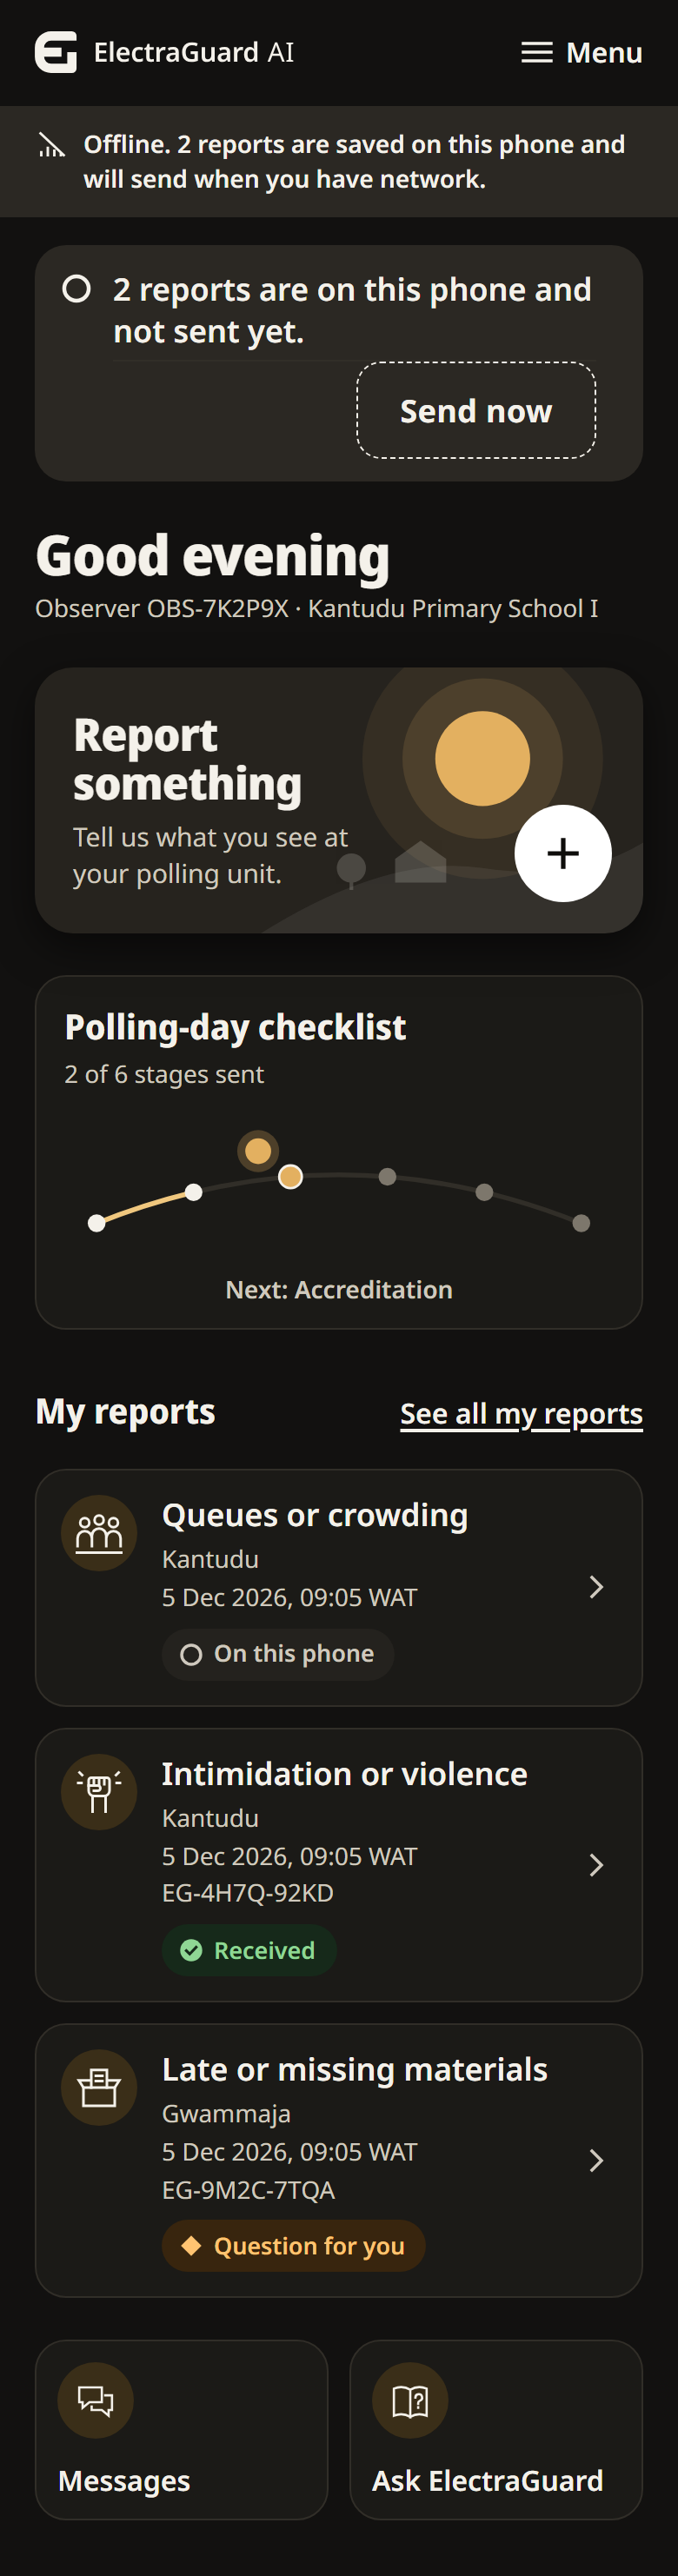 ElectraGuard AI
Menu
Offline. 2 reports are saved on this phone and
will send when you have network.
2 reports are on this phone and
not sent yet.
Send now
Good evening
Observer OBS-7K2P9X · Kantudu Primary School I
Report
something
Tell us what you see at
your polling unit.
Polling-day checklist
2 of 6 stages sent
Next: Accreditation
My reports
See all my reports
Queues or crowding
Kantudu
5 Dec 2026, 09:05 WAT
On this phone
Intimidation or violence
Kantudu
5 Dec 2026, 09:05 WAT
EG-4H7Q-92KD
Received
Late or missing materials
Gwammaja
5 Dec 2026, 09:05 WAT
EG-9M2C-7TQA
Question for you
Messages
Ask ElectraGuard